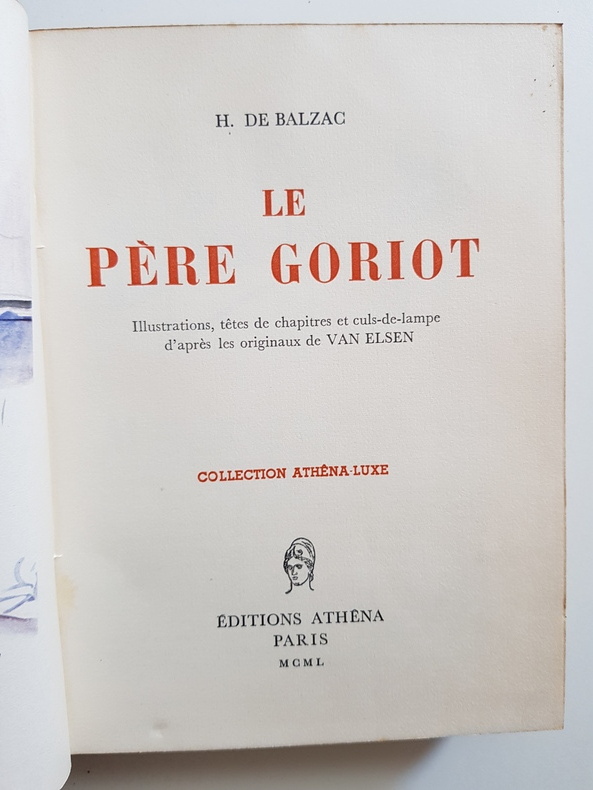 H. DE BALZAC
LE
PÈRE GORIOT
Illustrations, têtes de chapitres et culs-de-lampe
d'après les originaux de VAN ELSEN
COLLECTION ATHÊNA-LUXE
ÉDITIONS ATHÊNA
PARIS
MCML